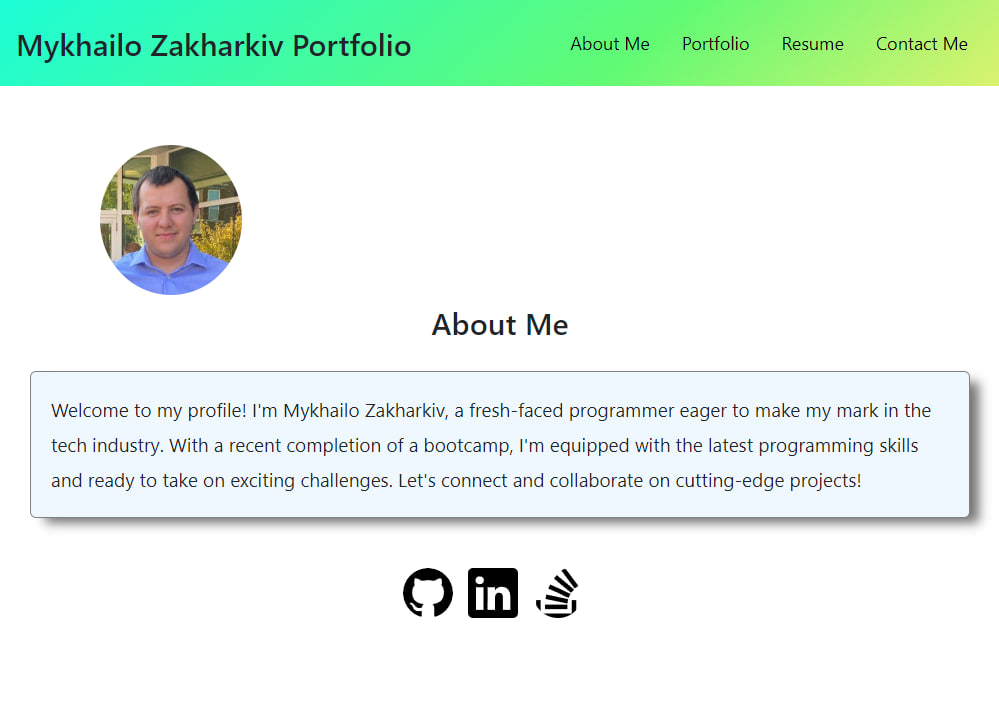 Mykhailo Zakharkiv Portfolio
About Me Portfolio Resume Contact Me
About Me
Welcome to my profile! I'm Mykhailo Zakharkiv, a fresh-faced programmer eager to make my mark in the
tech industry. With a recent completion of a bootcamp, I'm equipped with the latest programming skills
and ready to take on exciting challenges. Let's connect and collaborate on cutting-edge projects!
in